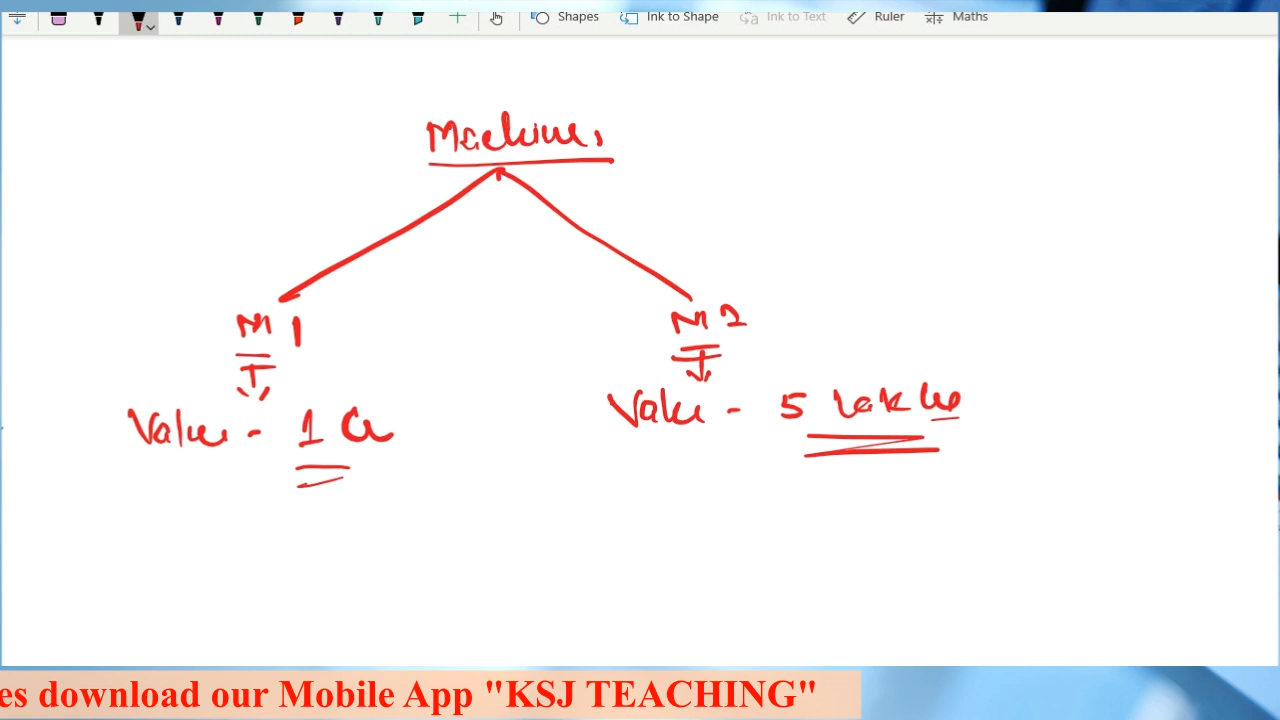 Shapes Ink to Shape Ink to Text Ruler Maths
Machines
M1 M2
Value - 1 Cr Value - 5 lakhs
es download our Mobile App "KSJ TEACHING"